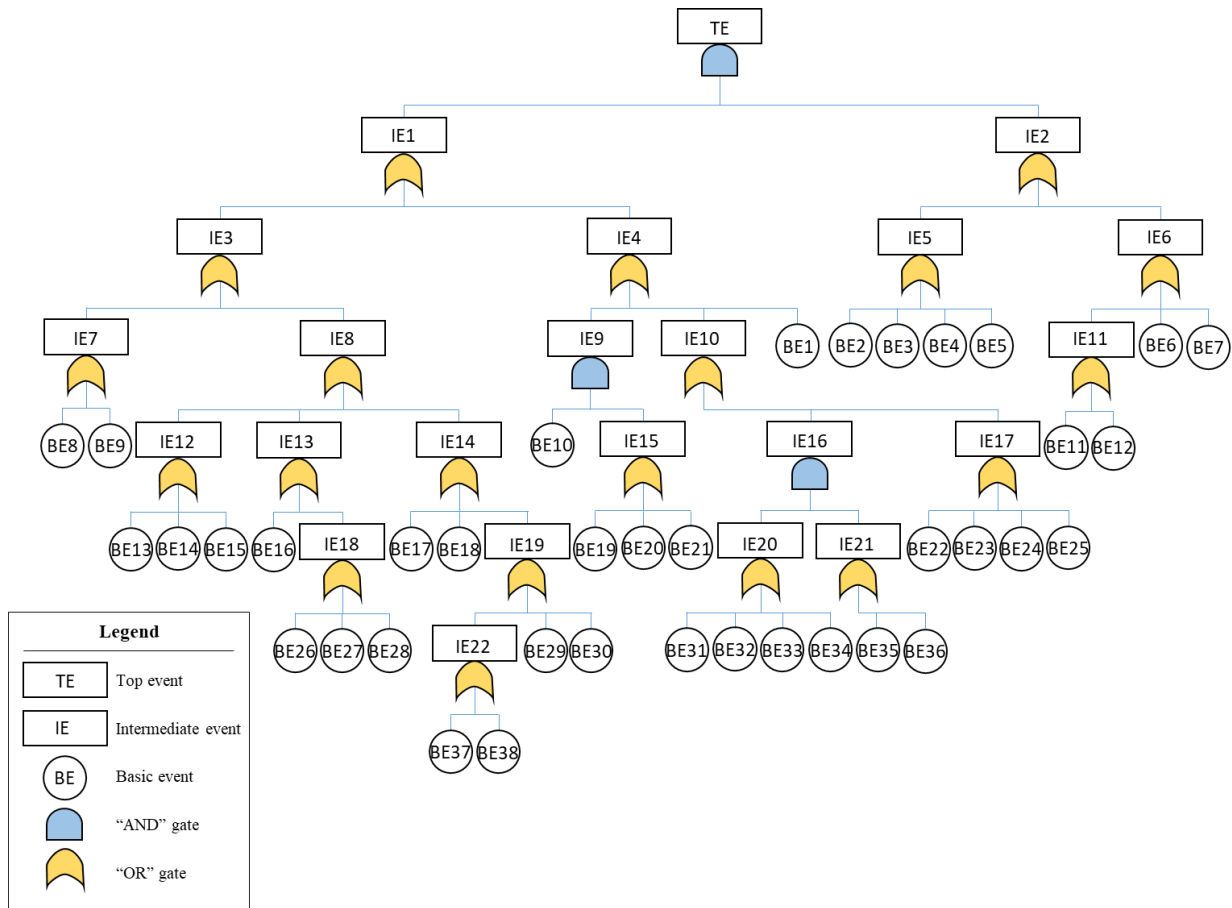 TE
IE1
IE2
IE3
IE4
IE5
IE6
IE7
IE8
IE9
IE10
BE1
BE2
BE3
BE4
BE5
IE11
BE6
BE7
BE8
BE9
IE12
IE13
IE14
BE10
IE15
IE16
IE17
BE11
BE12
BE13
BE14
BE15
BE16
IE18
BE17
BE18
IE19
BE19
BE20
BE21
IE20
IE21
BE22
BE23
BE24
BE25
BE26
BE27
BE28
IE22
BE29
BE30
BE31
BE32
BE33
BE34
BE35
BE36
BE37
BE38
Legend
TE Top event
IE Intermediate event
BE Basic event
“AND” gate
“OR” gate